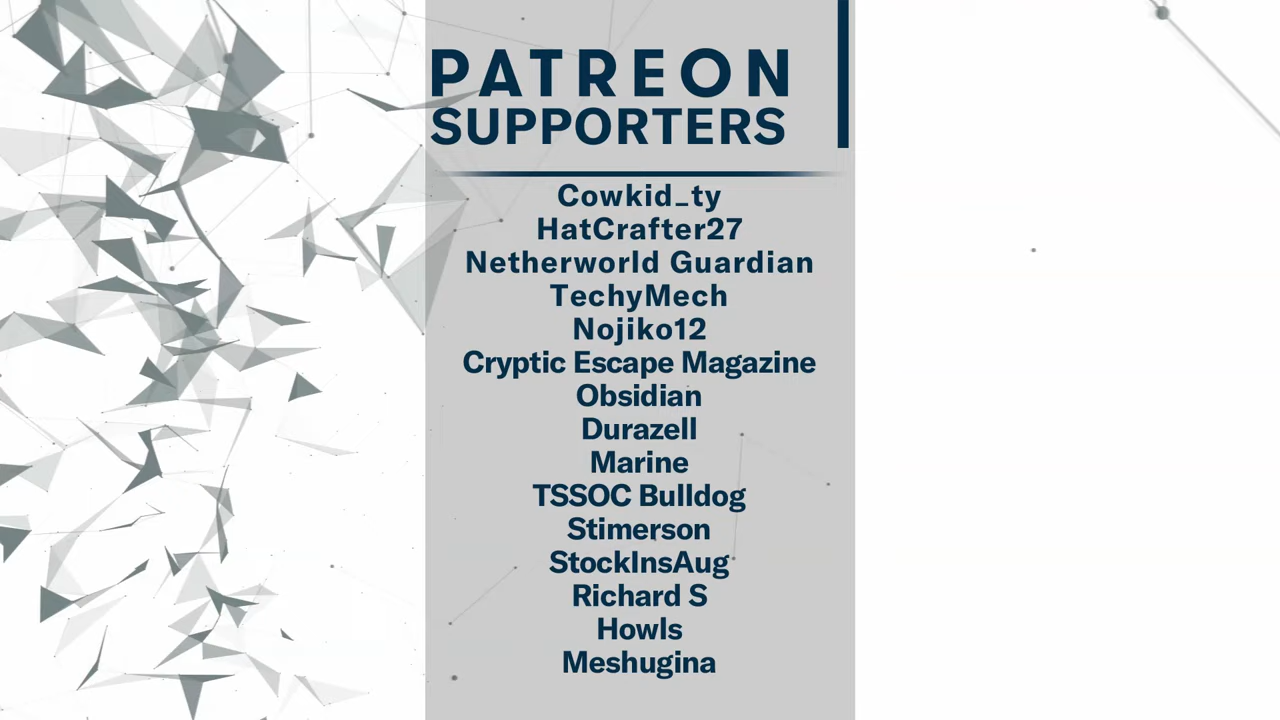 PATREON
SUPPORTERS
Cowkid_ty
HatCrafter27
Netherworld Guardian
TechyMech
Nojiko12
Cryptic Escape Magazine
Obsidian
Durazell
Marine
TSSOC Bulldog
Stimerson
StockInsAug
Richard S
Howls
Meshugina